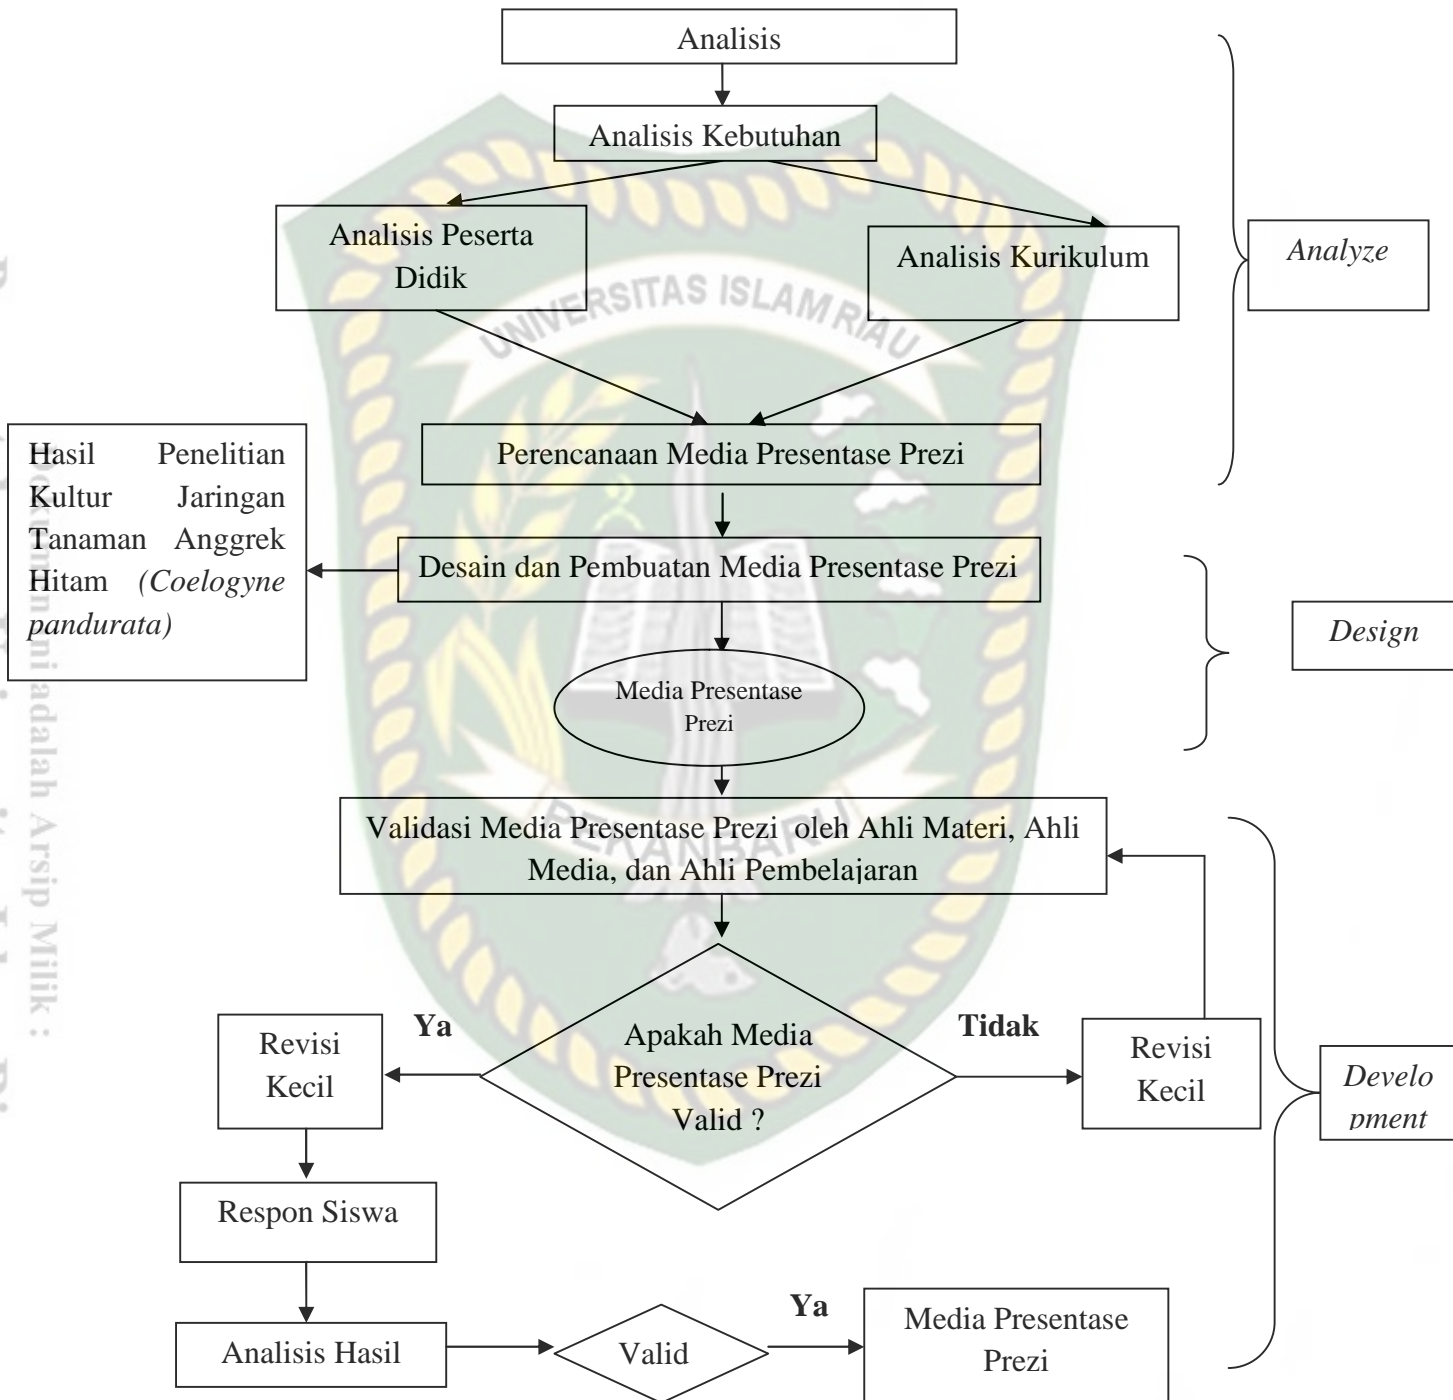 Analisis
Analisis Kebutuhan
Analisis Peserta
Didik
Analisis Kurikulum
Analyze
UNIVERSITAS ISLAM RIAU
Perencanaan Media Presentase Prezi
Hasil Penelitian
Kultur Jaringan
Tanaman Anggrek
Hitam (Coelogyne
pandurata)
Desain dan Pembuatan Media Presentase Prezi
Design
Media Presentase
Prezi
PEKANBARU
Validasi Media Presentase Prezi oleh Ahli Materi, Ahli
Media, dan Ahli Pembelajaran
Apakah Media
Presentase Prezi
Valid ?
Ya
Tidak
Revisi
Kecil
Revisi
Kecil
Develo
pment
Respon Siswa
Analisis Hasil
Valid
Ya
Media Presentase
Prezi
adalah Arsip Milik :